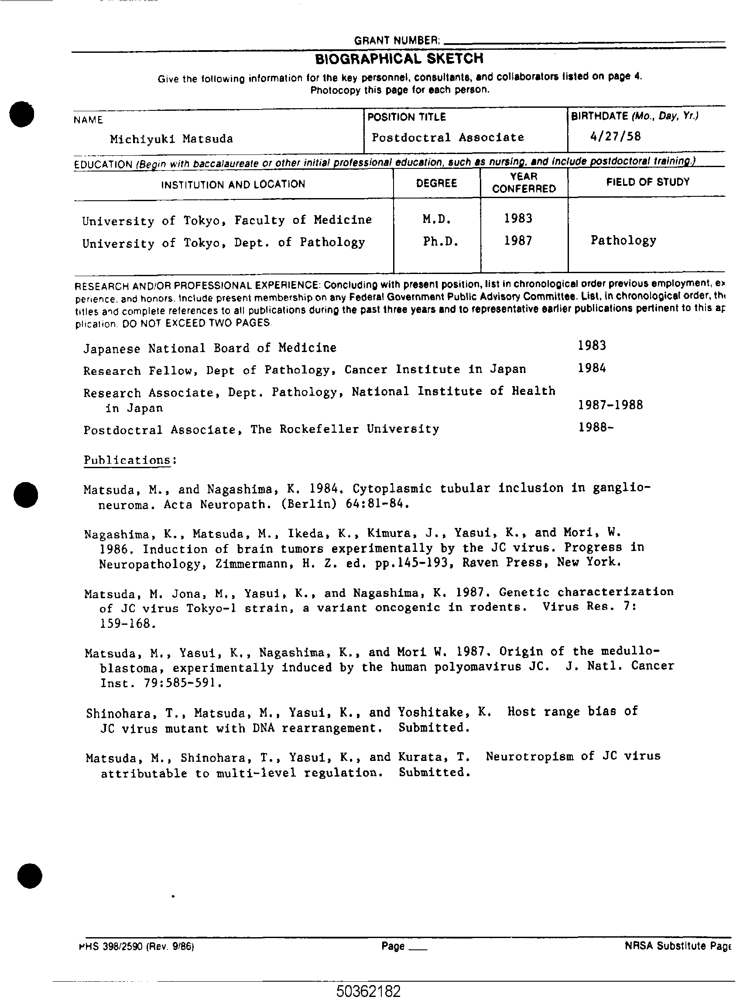 GRANT NUMBER:
BIOGRAPHICAL SKETCH
Give the following information for the key personnel, consultants, and collaborators listed on page 4.
Photocopy this page for each person.
NAME
POSITION TITLE
BIRTHDATE (Mo., Day, Yr.)
Michiyuki Matsuda
Postdoctral Associate
4/27/58
EDUCATION (Begin with baccalaureate or other initial professional education, such as nursing, and include postdoctoral training.)
INSTITUTION AND LOCATION
DEGREE
YEAR CONFERRED
FIELD OF STUDY
University of Tokyo, Faculty of Medicine M.D. 1983
University of Tokyo, Dept. of Pathology Ph.D. 1987 Pathology
RESEARCH AND/OR PROFESSIONAL EXPERIENCE: Concluding with present position, list in chronological order previous employment, ex
perience, and honors. Include present membership on any Federal Government Public Advisory Committee. List, in chronological order, the
titles and complete references to all publications during the past three years and to representative earlier publications pertinent to this ap
plication. DO NOT EXCEED TWO PAGES.
Japanese National Board of Medicine 1983
Research Fellow, Dept of Pathology, Cancer Institute in Japan 1984
Research Associate, Dept. Pathology, National Institute of Health
in Japan 1987-1988
Postdoctral Associate, The Rockefeller University 1988-
Publications:
Matsuda, M., and Nagashima, K. 1984. Cytoplasmic tubular inclusion in ganglio-
neuroma. Acta Neuropath. (Berlin) 64:81-84.
Nagashima, K., Matsuda, M., Ikeda, K., Kimura, J., Yasui, K., and Mori, W.
1986. Induction of brain tumors experimentally by the JC virus. Progress in
Neuropathology, Zimmermann, H. Z. ed. pp.145-193, Raven Press, New York.
Matsuda, M. Jona, M., Yasui, K., and Nagashima, K. 1987. Genetic characterization
of JC virus Tokyo-1 strain, a variant oncogenic in rodents. Virus Res. 7:
159-168.
Matsuda, M., Yasui, K., Nagashima, K., and Mori W. 1987. Origin of the medullo-
blastoma, experimentally induced by the human polyomavirus JC. J. Natl. Cancer
Inst. 79:585-591.
Shinohara, T., Matsuda, M., Yasui, K., and Yoshitake, K. Host range bias of
JC virus mutant with DNA rearrangement. Submitted.
Matsuda, M., Shinohara, T., Yasui, K., and Kurata, T. Neurotropism of JC virus
attributable to multi-level regulation. Submitted.
PHS 398/2590 (Rev. 9/86)
Page
NRSA Substitute Page
50362182